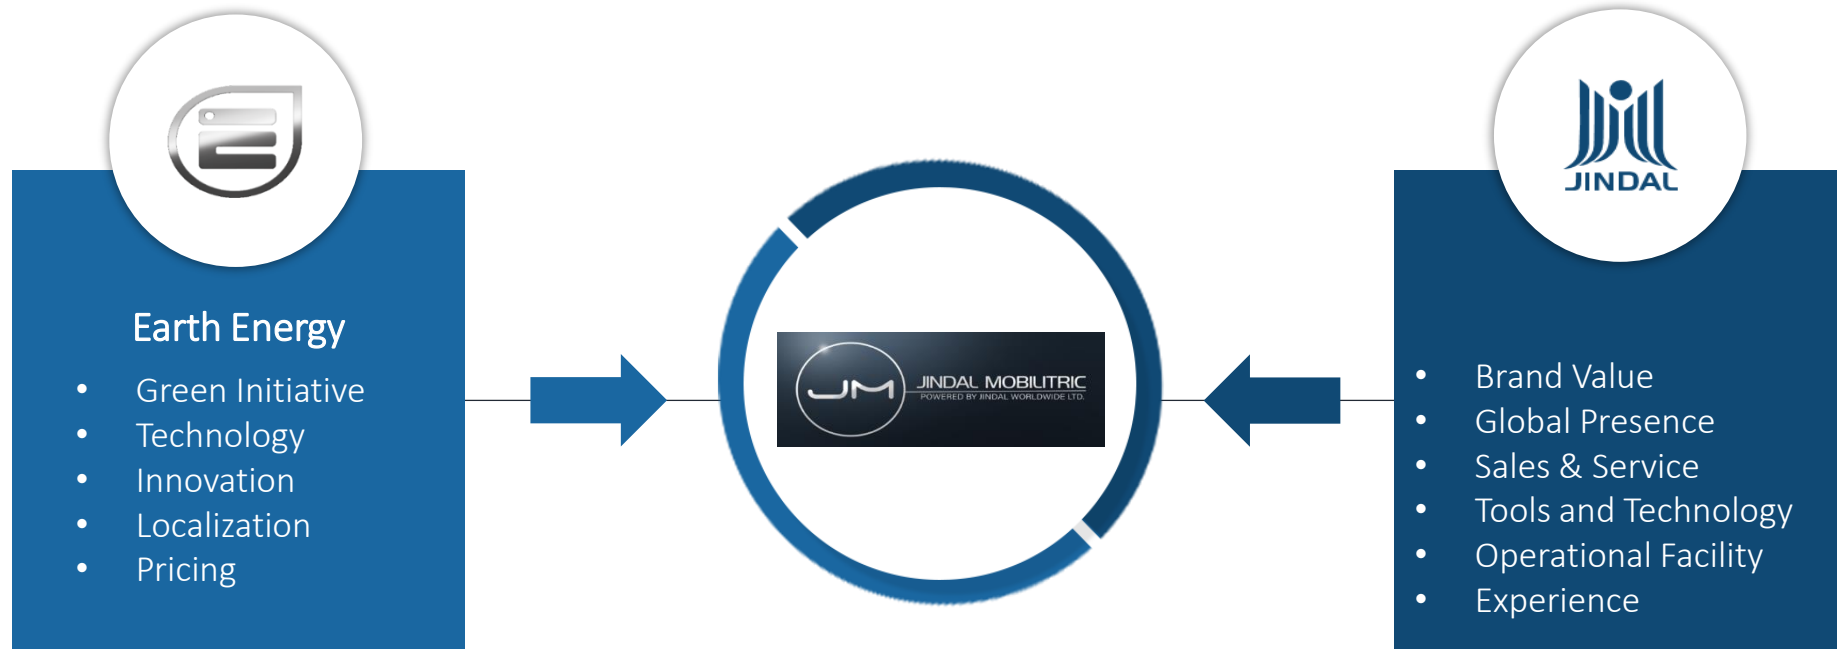 Earth Energy
• Green Initiative
• Technology
• Innovation
• Localization
• Pricing
JM
JINDAL MOBILITRIC
POWERED BY JINDAL WORLDWIDE LTD.
JINDAL
• Brand Value
• Global Presence
• Sales & Service
• Tools and Technology
• Operational Facility
• Experience